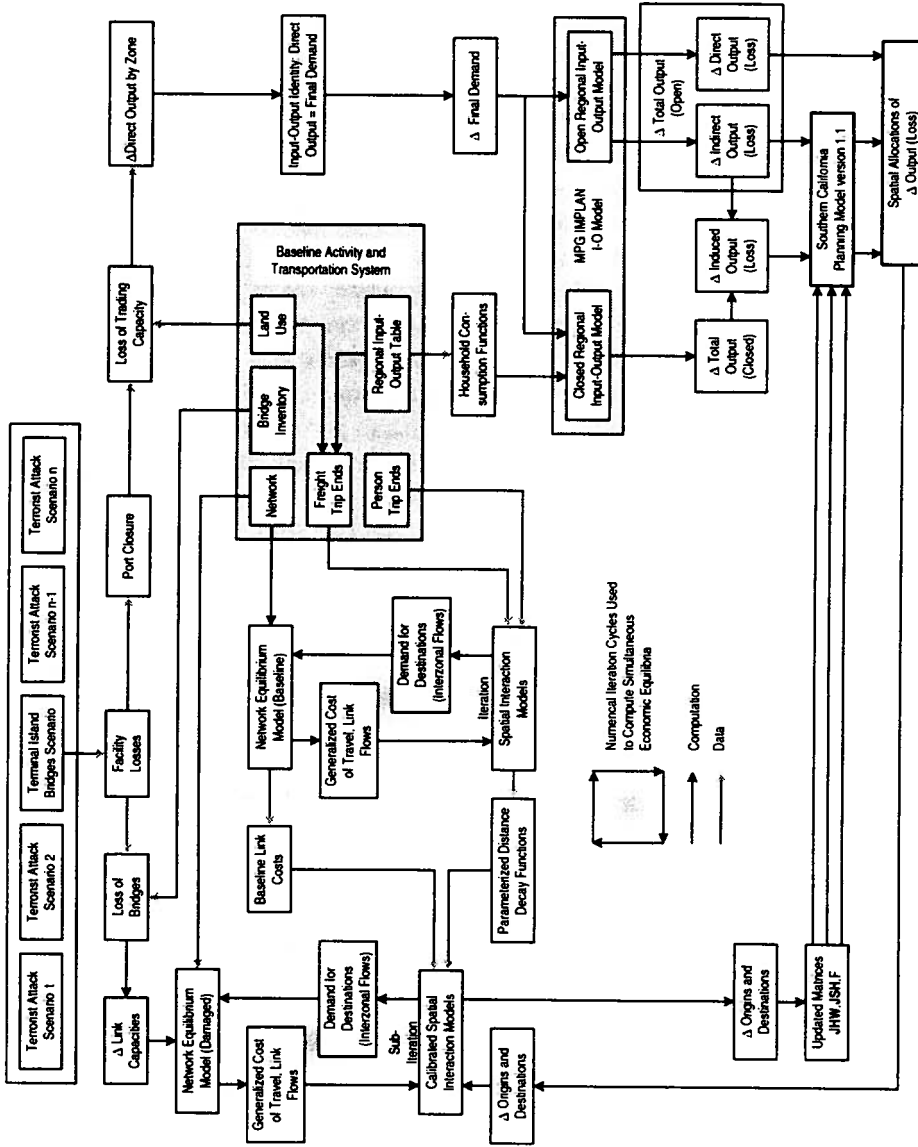 Terrorist Attack
Scenario 1
Terrorist Attack
Scenario 2
Terminal Island
Bridges Scenario
Terrorist Attack
Scenario n-1
Terrorist Attack
Scenario n
Δ Link
Capacities
Loss of
Bridges
Facility
Losses
Port Closure
Loss of Trading
Capacity
ΔDirect Output by Zone
Network Equilibrium
Model (Damaged)
Generalized Cost
of Travel, Link
Flows
Demand for
Destinations
(Interzonal Flows)
Sub-
Iteration
Calibrated Spatial
Interaction Models
Δ Origins and
Destinations
Baseline Link
Costs
Parameterized Distance
Decay Functions
Network Equilibrium
Model (Baseline)
Generalized Cost
of Travel, Link
Flows
Demand for
Destinations
(Interzonal Flows)
Iteration
Spatial Interaction
Models
Baseline Activity and
Transportation System
Network
Bridge
Inventory
Land
Use
Freight
Trip Ends
Regional Input-
Output Table
Person
Trip Ends
Input-Output Identity: Direct
Output = Final Demand
Household Con-
sumption Functions
Δ Final Demand
Closed Regional
Input-Output Model
MPG IMPLAN
I-O Model
Open Regional Input-
Output Model
Δ Total Output
(Open)
Δ Total
Output
(Closed)
Δ Induced
Output
(Loss)
Δ Indirect
Output
(Loss)
Δ Direct
Output
(Loss)
Numerical Iteration Cycles Used
to Compute Simultaneous
Economic Equilibria
Computation
Data
Δ Origins and
Destinations
Updated Matrices
JHW,JSH,F
Southern California
Planning Model version 1.1
Spatial Allocations of
Δ Output (Loss)